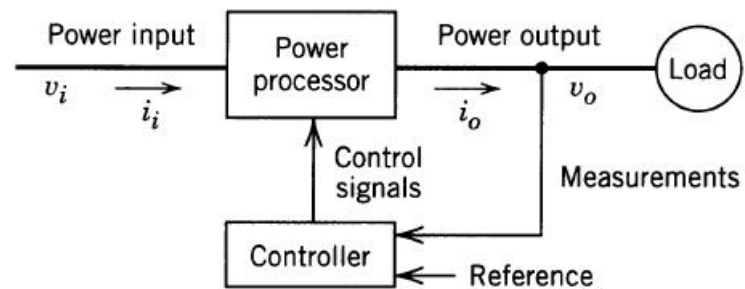 Power input
Power processor
Power output
Load
v_i
i_i
i_o
v_o
Control signals
Measurements
Controller
Reference